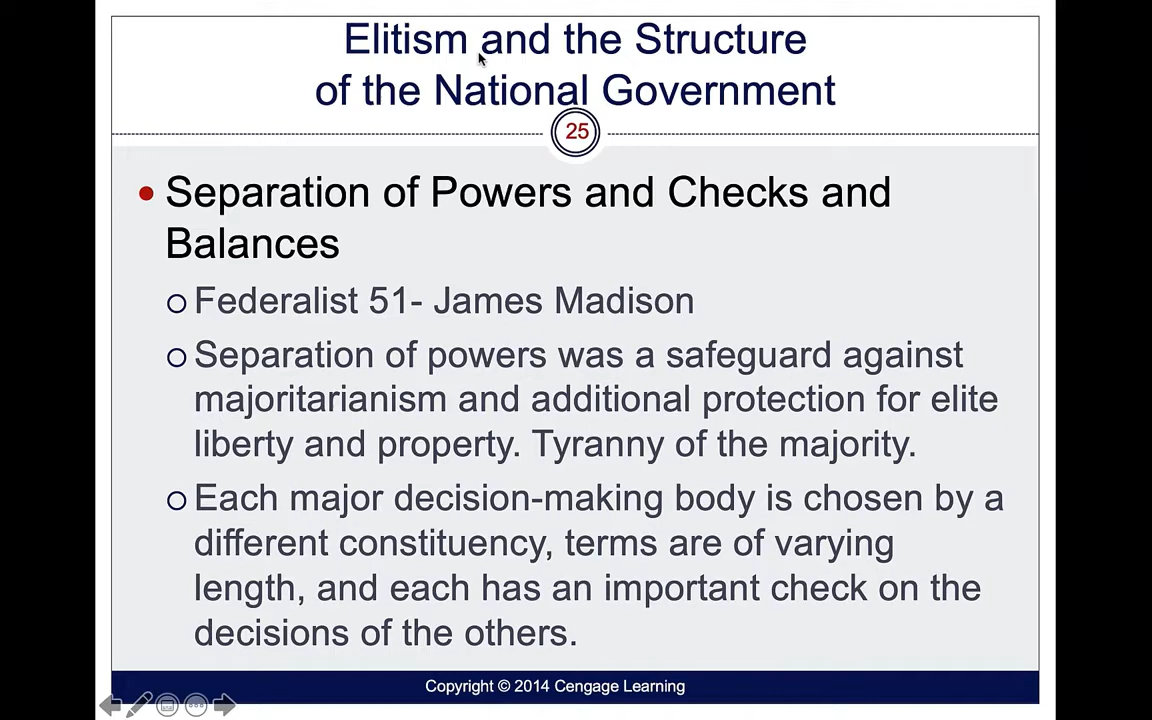 Elitism and the Structure
of the National Government
25
• Separation of Powers and Checks and
Balances
○ Federalist 51- James Madison
○ Separation of powers was a safeguard against
majoritarianism and additional protection for elite
liberty and property. Tyranny of the majority.
○ Each major decision-making body is chosen by a
different constituency, terms are of varying
length, and each has an important check on the
decisions of the others.
Copyright © 2014 Cengage Learning